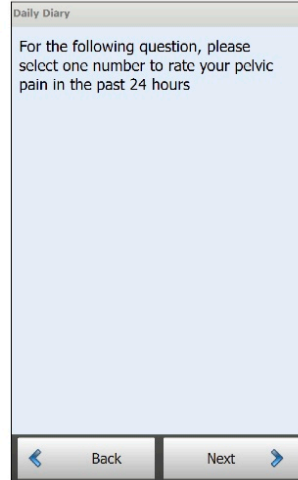 Daily Diary
For the following question, please
select one number to rate your pelvic
pain in the past 24 hours
Back
Next